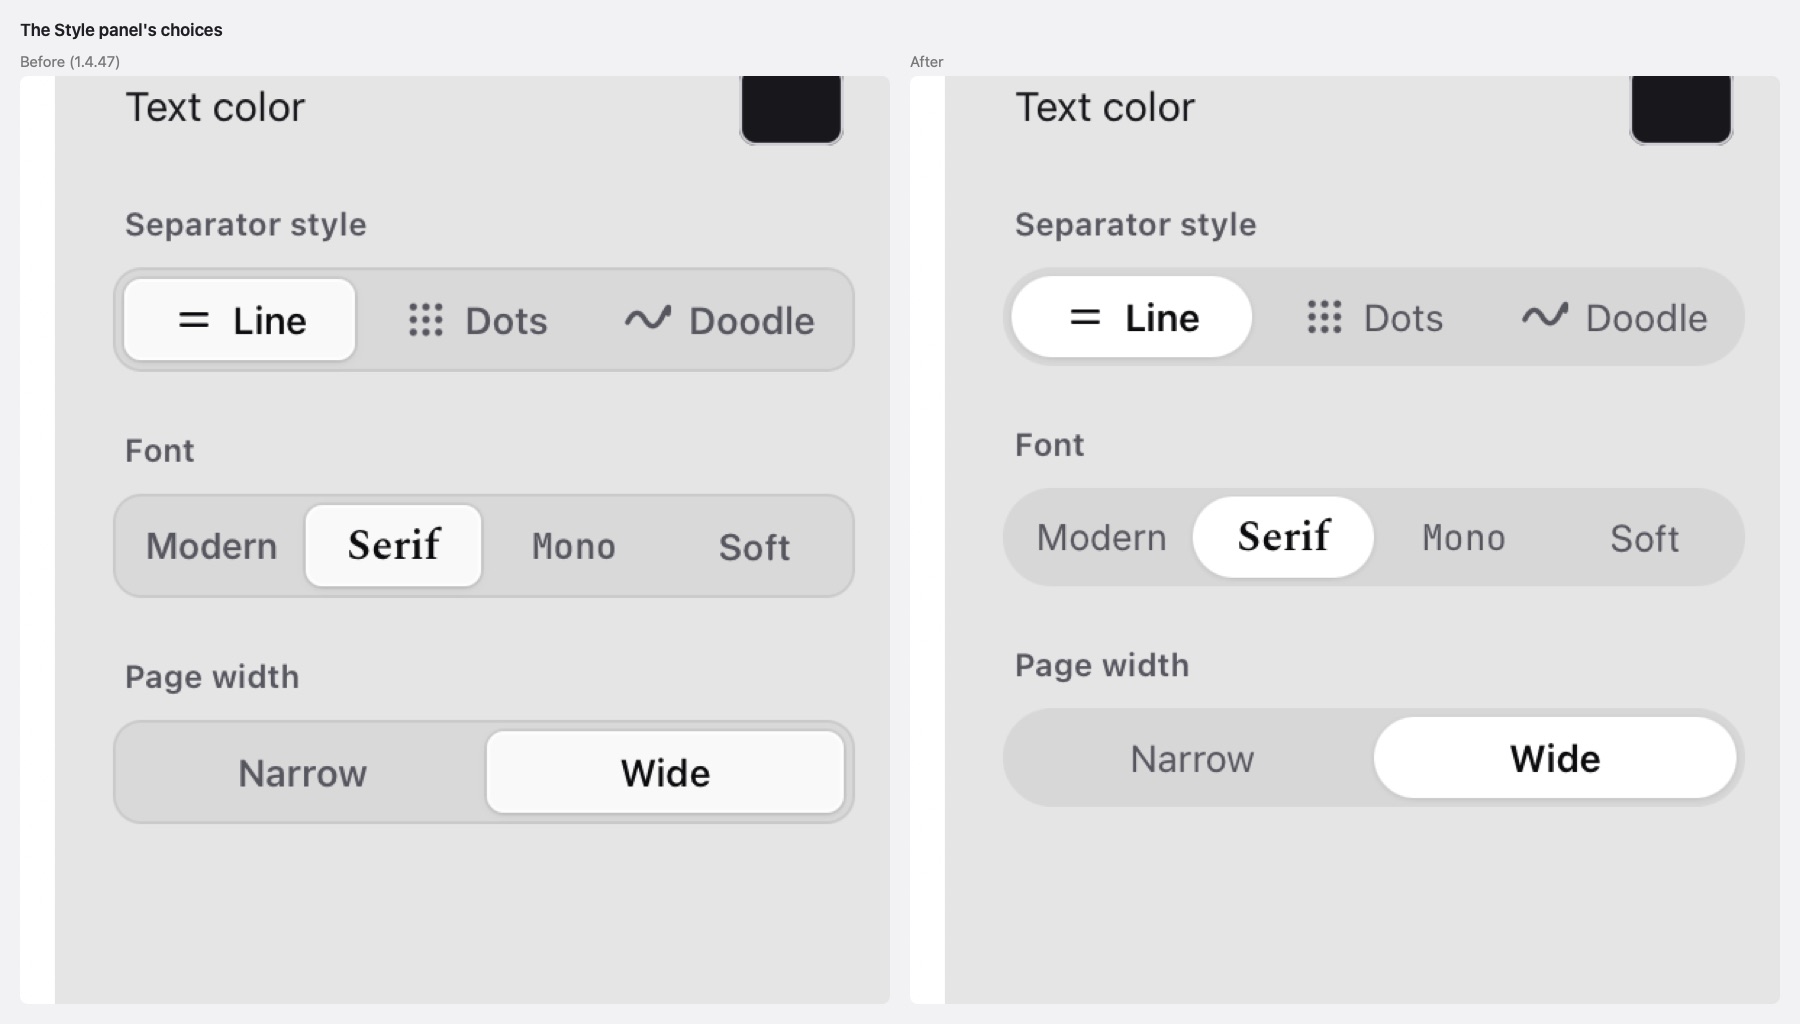 The Style panel's choices
Before (1.4.47)
Text color
Separator style
Line Dots Doodle
Font
Modern Serif Mono Soft
Page width
Narrow Wide
After
Text color
Separator style
Line Dots Doodle
Font
Modern Serif Mono Soft
Page width
Narrow Wide